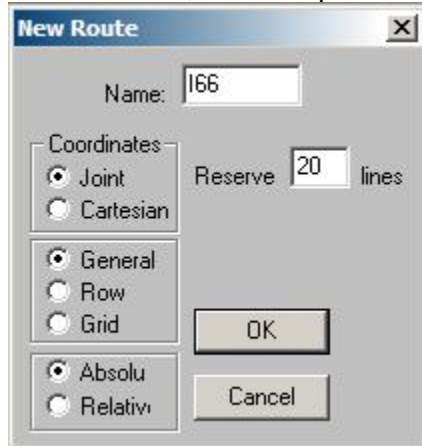 New Route
Name: I66
Coordinates
Joint
Cartesian
Reserve 20 lines
General
Row
Grid
OK
Absolu
Relativ
Cancel